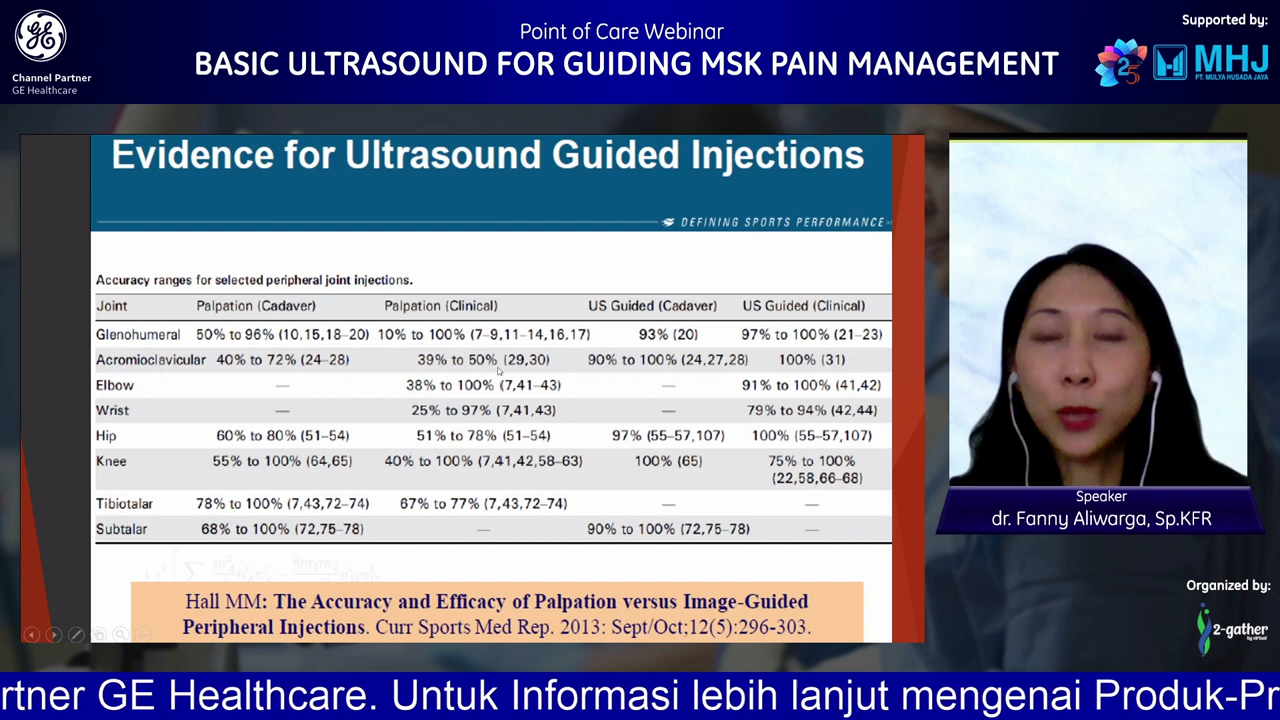 Point of Care Webinar
BASIC ULTRASOUND FOR GUIDING MSK PAIN MANAGEMENT
Channel Partner
GE Healthcare
Supported by:
25
MHJ
PT. MULYA HUSADA JAYA
Evidence for Ultrasound Guided Injections
DEFINING SPORTS PERFORMANCE
Accuracy ranges for selected peripheral joint injections.
Joint Palpation (Cadaver) Palpation (Clinical) US Guided (Cadaver) US Guided (Clinical)
Glenohumeral 50% to 96% (10,15,18–20) 10% to 100% (7–9,11–14,16,17) 93% (20) 97% to 100% (21–23)
Acromioclavicular 40% to 72% (24–28) 39% to 50% (29,30) 90% to 100% (24,27,28) 100% (31)
Elbow — 38% to 100% (7,41–43) — 91% to 100% (41,42)
Wrist — 25% to 97% (7,41,43) — 79% to 94% (42,44)
Hip 60% to 80% (51–54) 51% to 78% (51–54) 97% (55–57,107) 100% (55–57,107)
Knee 55% to 100% (64,65) 40% to 100% (7,41,42,58–63) 100% (65) 75% to 100%
(22,58,66–68)
Tibiotalar 78% to 100% (7,43,72–74) 67% to 77% (7,43,72–74) — —
Subtalar 68% to 100% (72,75–78) — 90% to 100% (72,75–78) —
Hall MM: The Accuracy and Efficacy of Palpation versus Image-Guided
Peripheral Injections. Curr Sports Med Rep. 2013: Sept/Oct;12(5):296-303.
Speaker
dr. Fanny Aliwarga, Sp.KFR
Organized by:
2-gather
by virtual
rtner GE Healthcare. Untuk Informasi lebih lanjut mengenai Produk-Pr